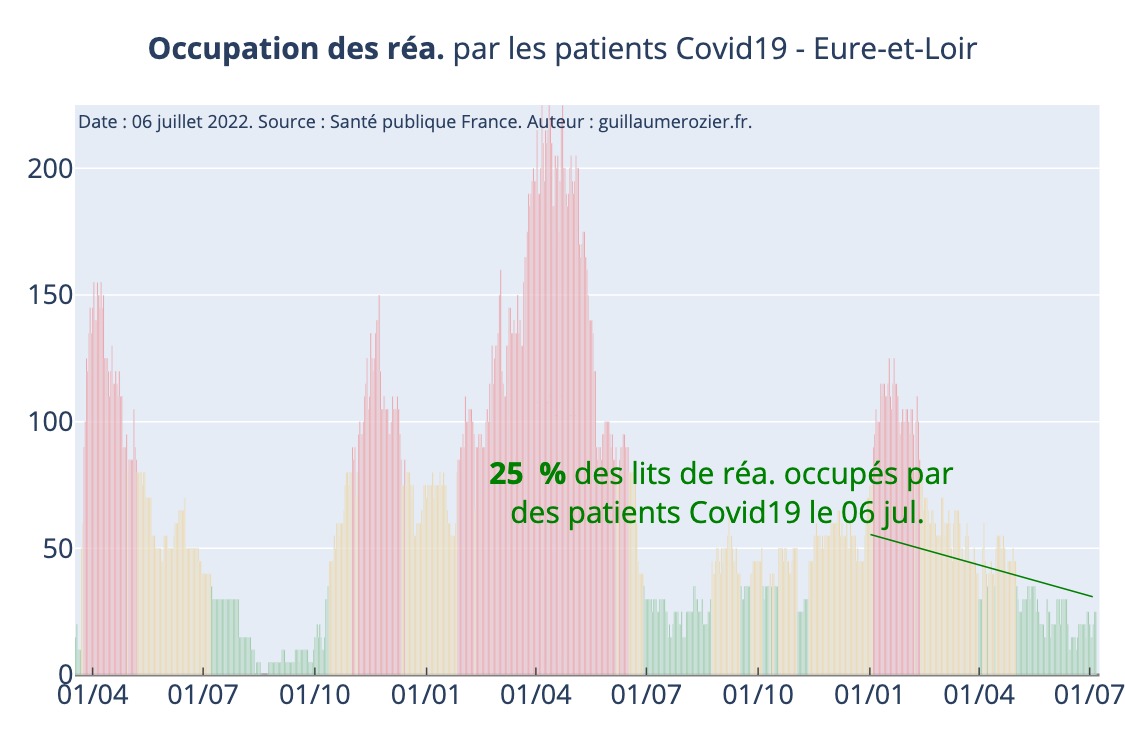 Occupation des réa. par les patients Covid19 - Eure-et-Loir
Date : 06 juillet 2022. Source : Santé publique France. Auteur : guillaumerozier.fr.
200
150
100
25 % des lits de réa. occupés par
des patients Covid19 le 06 jul.
50
0
01/04 01/07 01/10 01/01 01/04 01/07 01/10 01/01 01/04 01/07